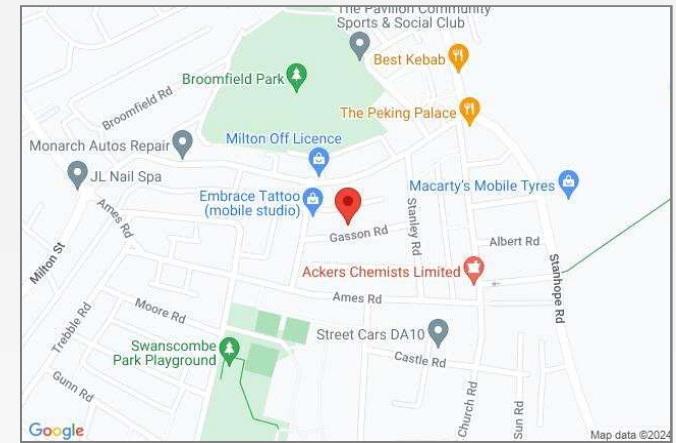 The Pavilion Community
Sports & Social Club
Best Kebab
Broomfield Park
Broomfield Rd
The Peking Palace
Monarch Autos Repair
Milton Off Licence
JL Nail Spa
Embrace Tattoo
(mobile studio)
Macarty's Mobile Tyres
Ames Rd
Stanley Rd
Gasson Rd
Albert Rd
Milton St
Ackers Chemists Limited
Stanhope Rd
Ames Rd
Moore Rd
Trebble Rd
Street Cars DA10
Swanscombe
Park Playground
Castle Rd
Gunn Rd
Church Rd
Sun Rd
Google
Map data ©2024